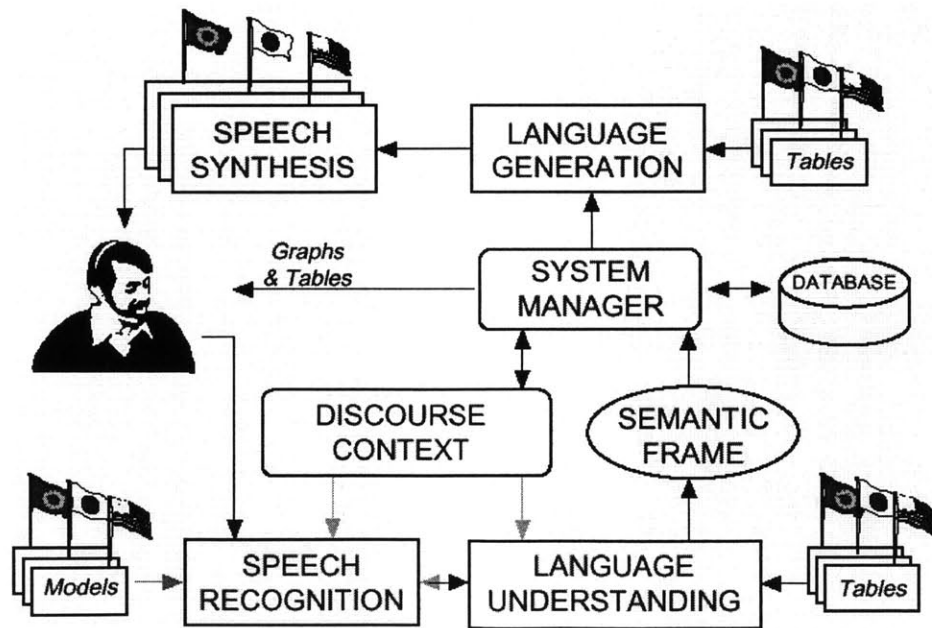 SPEECH
SYNTHESIS
LANGUAGE
GENERATION
Tables
Graphs
& Tables
SYSTEM
MANAGER
DATABASE
DISCOURSE
CONTEXT
SEMANTIC
FRAME
Models
SPEECH
RECOGNITION
LANGUAGE
UNDERSTANDING
Tables